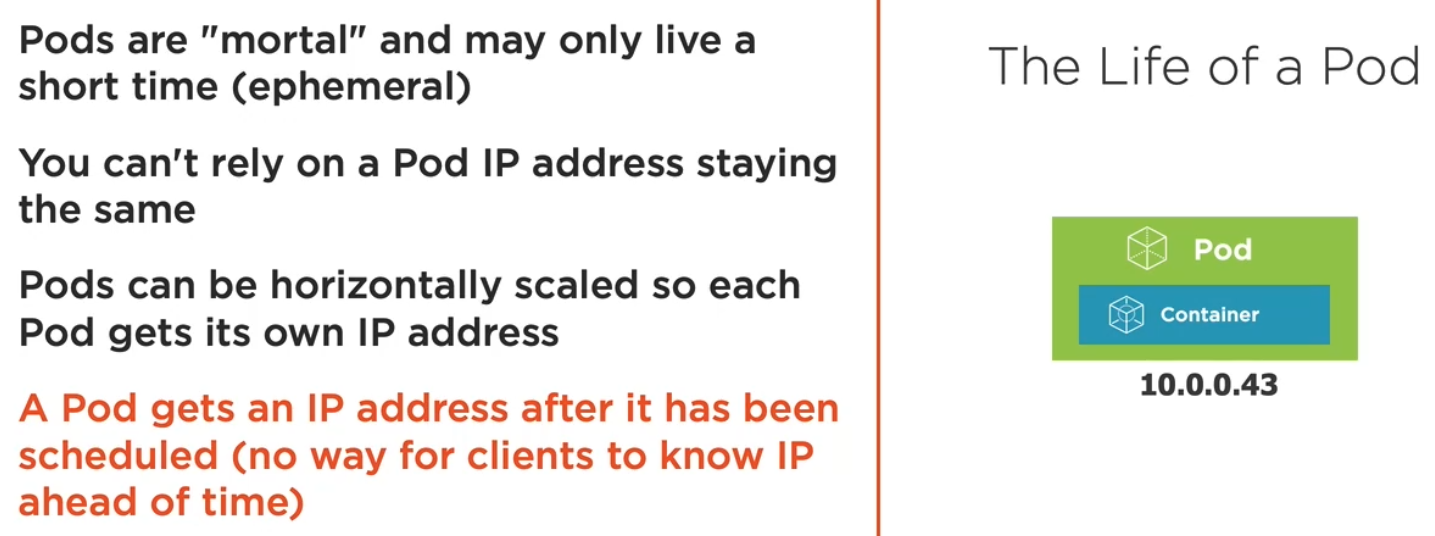 Pods are "mortal" and may only live a
short time (ephemeral)
You can't rely on a Pod IP address staying
the same
Pods can be horizontally scaled so each
Pod gets its own IP address
A Pod gets an IP address after it has been
scheduled (no way for clients to know IP
ahead of time)
The Life of a Pod
Pod
Container
10.0.0.43